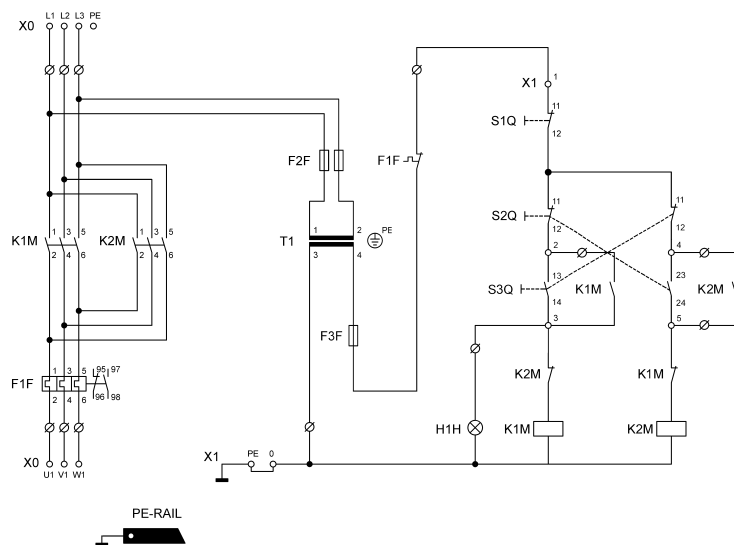 X0 L1 L2 L3 PE
X1 1
11
S1Q
12
F2F F1F
11 11
S2Q
12 12
1 3 5 1 3 5
K1M K2M
2 4 6 2 4 6
1 2 PE
T1
3 4
2 4
13 23
S3Q K1M K2M
14 24
3 5
F3F
1 3 5 95 97
F1F
2 4 6 96 98
K2M K1M
H1H K1M K2M
X0
U1 V1 W1
X1 PE 0
PE-RAIL